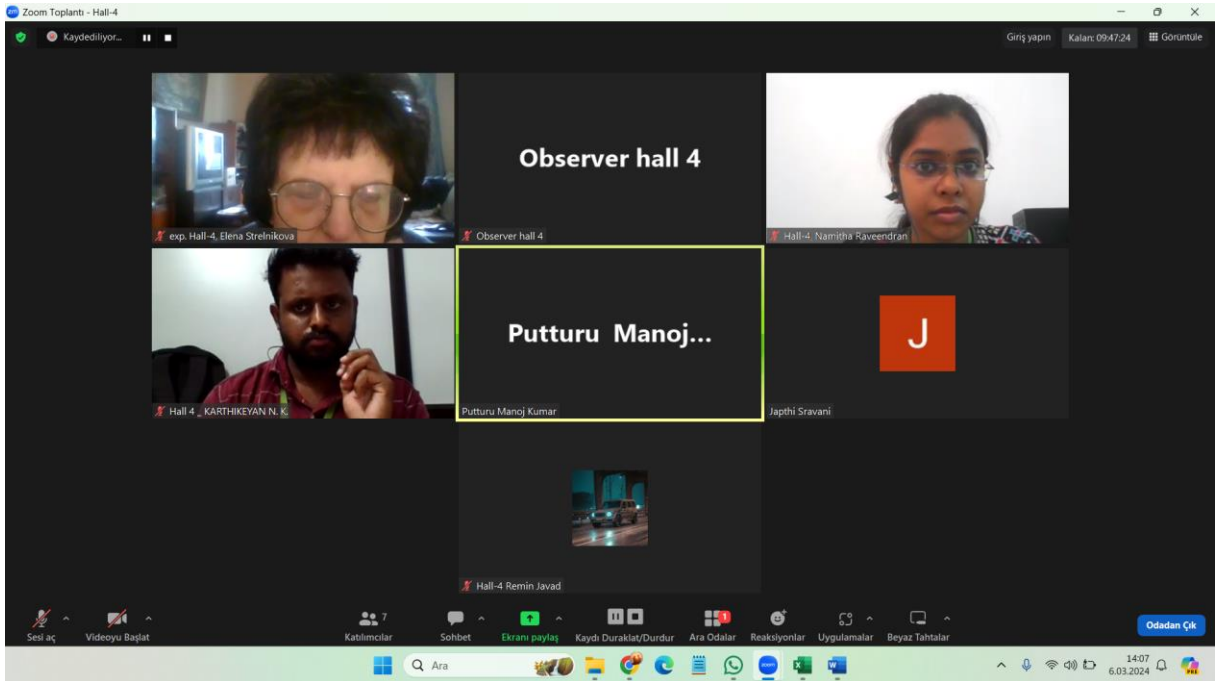 Zoom Toplantı - Hall-4
Kaydediliyor...
Giriş yapın
Kalan: 09:47:24
Görüntüle
exp. Hall-4, Elena Strelnikova
Observer hall 4
Observer hall 4
Hall-4 Namitha Raveendran
Hall 4 _ KARTHIKEYAN N. K.
Putturu Manoj...
Putturu Manoj Kumar
J
Japthi Sravani
Hall-4 Remin Javad
Sesi aç
Videoyu Başlat
7
Katılımcılar
Sohbet
Ekranı paylaş
Kaydı Duraklat/Durdur
1
Ara Odalar
Reaksiyonlar
Uygulamalar
Beyaz Tahtalar
Odadan Çık
Ara
zoom
14:07
6.03.2024
PRE